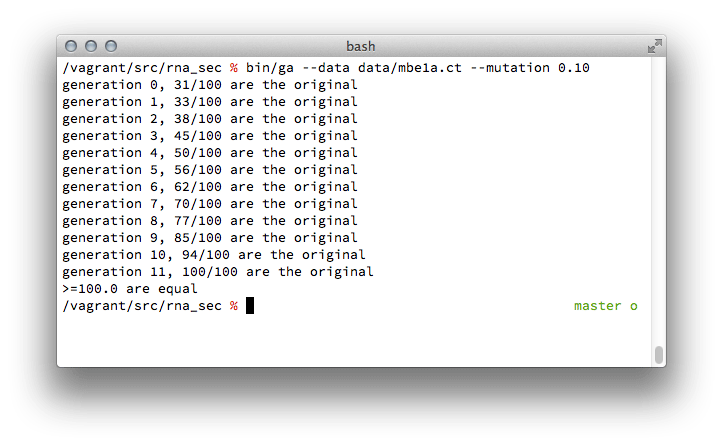 bash
/vagrant/src/rna_sec % bin/ga --data data/mbe1a.ct --mutation 0.10
generation 0, 31/100 are the original
generation 1, 33/100 are the original
generation 2, 38/100 are the original
generation 3, 45/100 are the original
generation 4, 50/100 are the original
generation 5, 56/100 are the original
generation 6, 62/100 are the original
generation 7, 70/100 are the original
generation 8, 77/100 are the original
generation 9, 85/100 are the original
generation 10, 94/100 are the original
generation 11, 100/100 are the original
>=100.0 are equal
/vagrant/src/rna_sec % master o